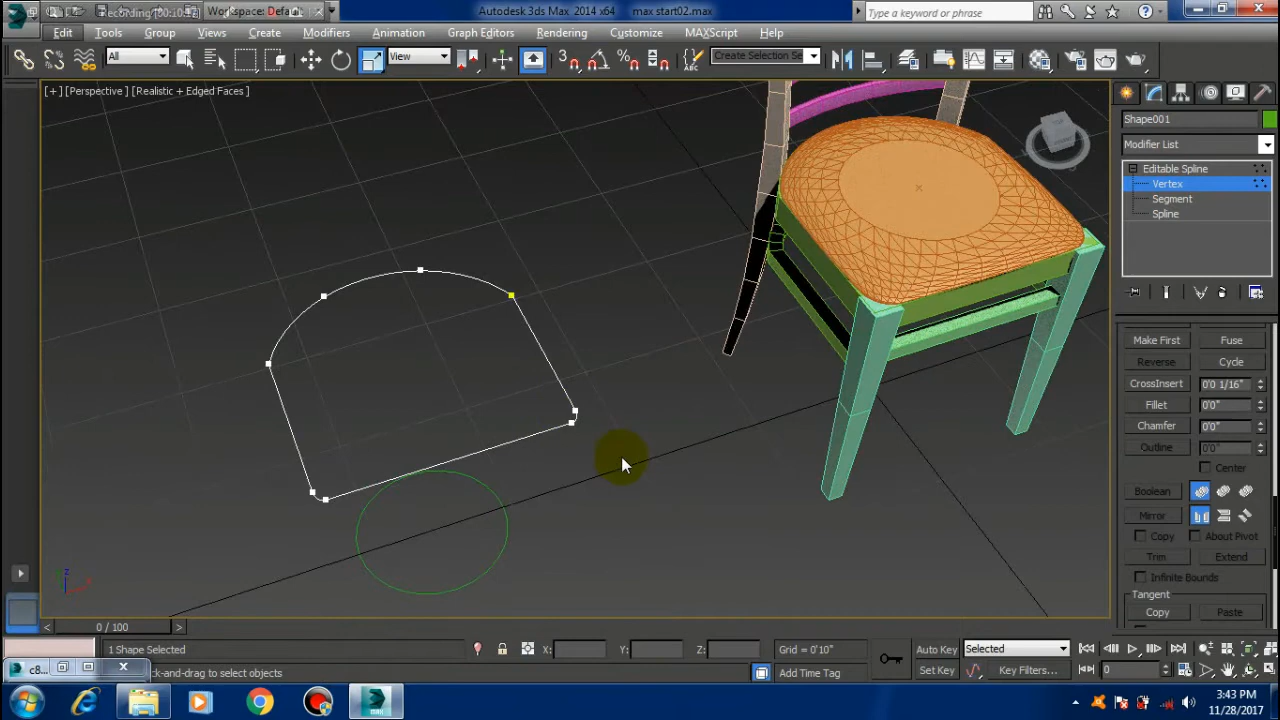 Recording [00:10:12
Workspace: Default
Autodesk 3ds Max 2014 x64    max start02.max
Type a keyword or phrase
Edit Tools Group Views Create Modifiers Animation Graph Editors Rendering Customize MAXScript Help
All
View
Create Selection Se
[+] [Perspective ] [Realistic + Edged Faces ]
Shape001
Modifier List
Editable Spline
Vertex
Segment
Spline
Make First Fuse
Reverse Cycle
CrossInsert 0'0 1/16"
Fillet 0'0"
Chamfer 0'0"
Outline 0'0"
Center
Boolean
Mirror
Copy About Pivot
Trim Extend
Infinite Bounds
Tangent
Copy Paste
z
x
< 0 / 100 >
1 Shape Selected
X: Y: Z:
Grid = 0'10"
Auto Key Selected
c8...
ck-and-drag to select objects
Add Time Tag
Set Key Key Filters...
0
3:43 PM
11/28/2017